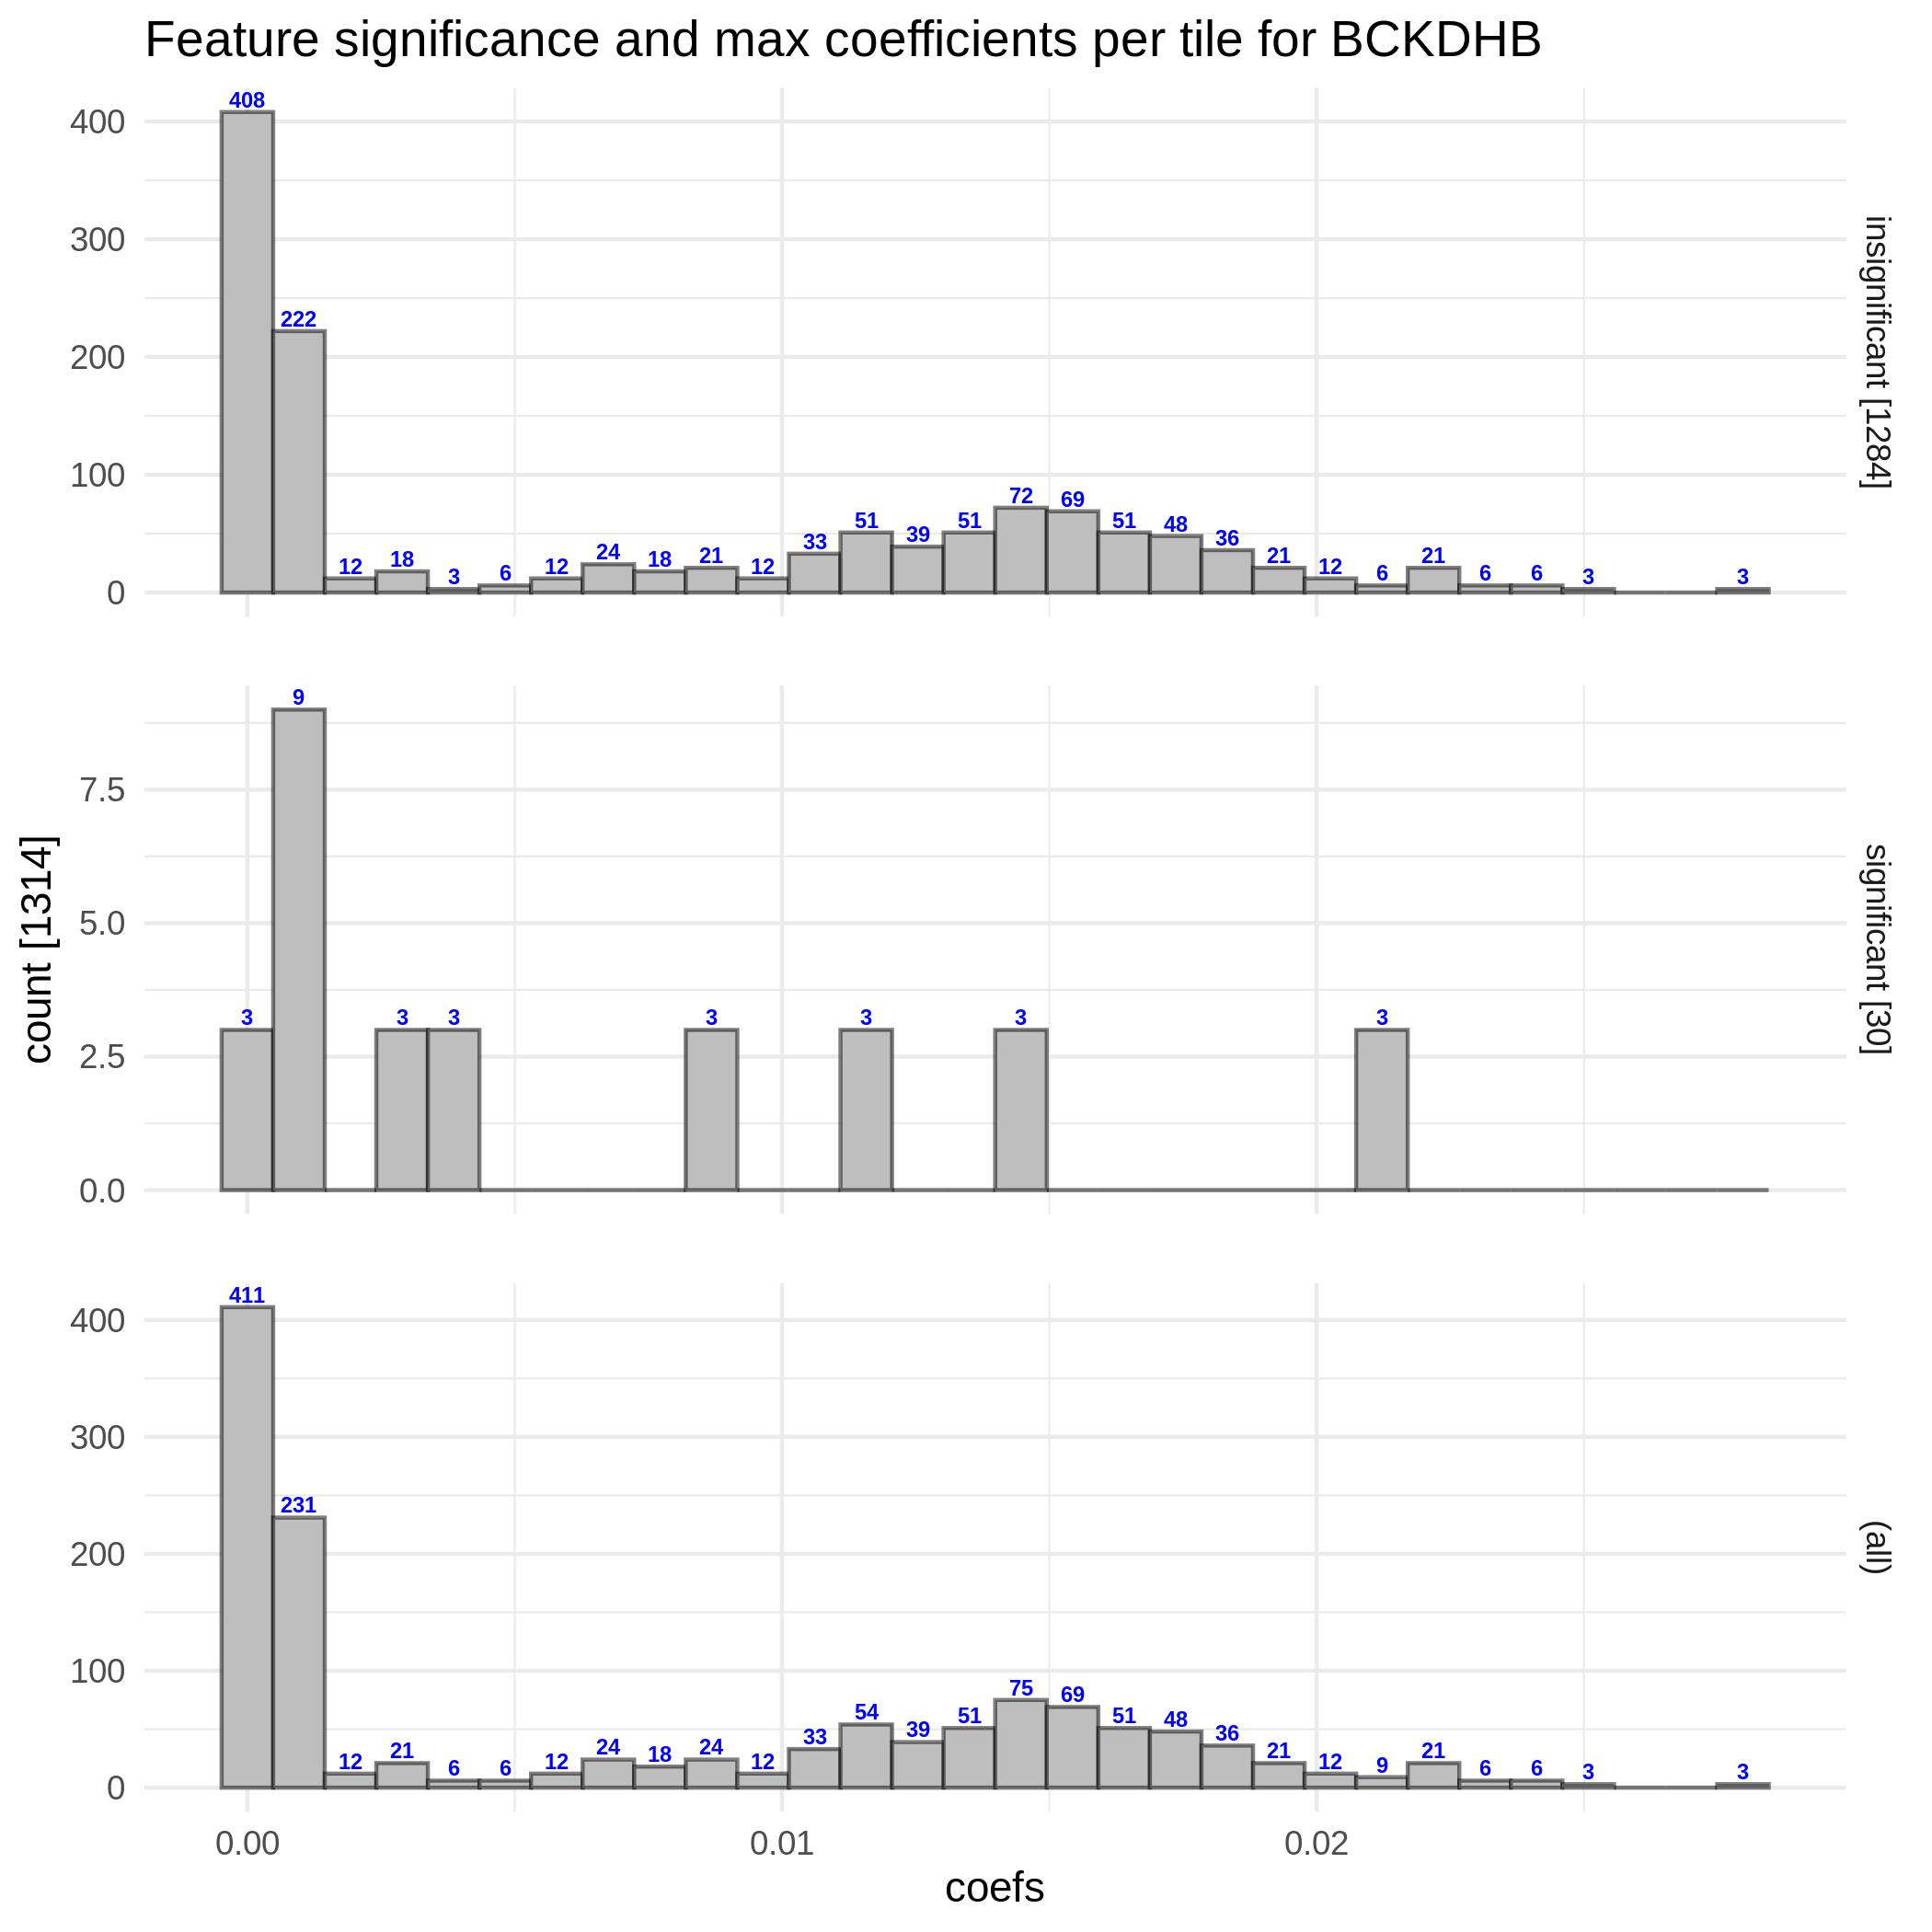 Feature significance and max coefficients per tile for BCKDHB
408
400
300
222
200
100
0
12 18 3 6 12 24 18 21 12 33 51 39 51 72 69 51 48 36 21 12 6 21 6 6 3 3
insignificant [1284]
9
7.5
5.0
2.5
0.0
3 3 3 3 3 3 3
significant [30]
count [1314]
411
400
300
231
200
100
0
12 21 6 6 12 24 18 24 12 33 54 39 51 75 69 51 48 36 21 12 9 21 6 6 3 3
(all)
0.00 0.01 0.02
coefs